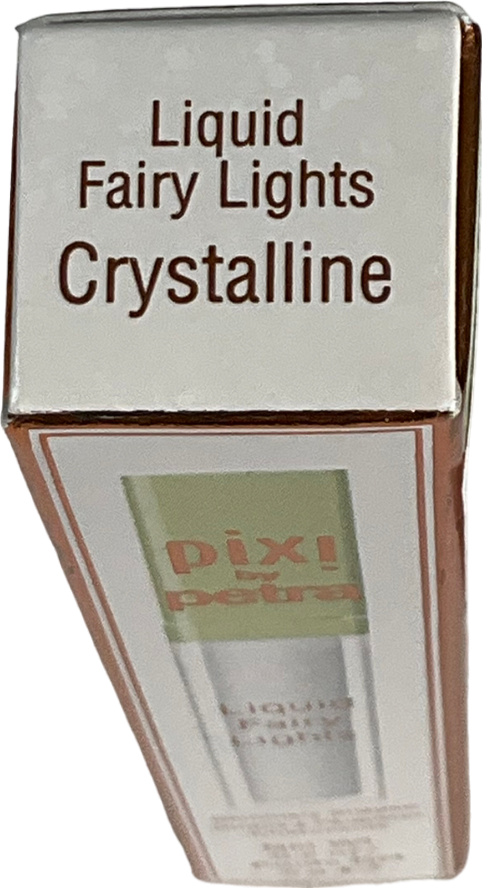 Liquid
Fairy Lights
Crystalline
pixi
by
petra
Liquid
Fairy
Lights